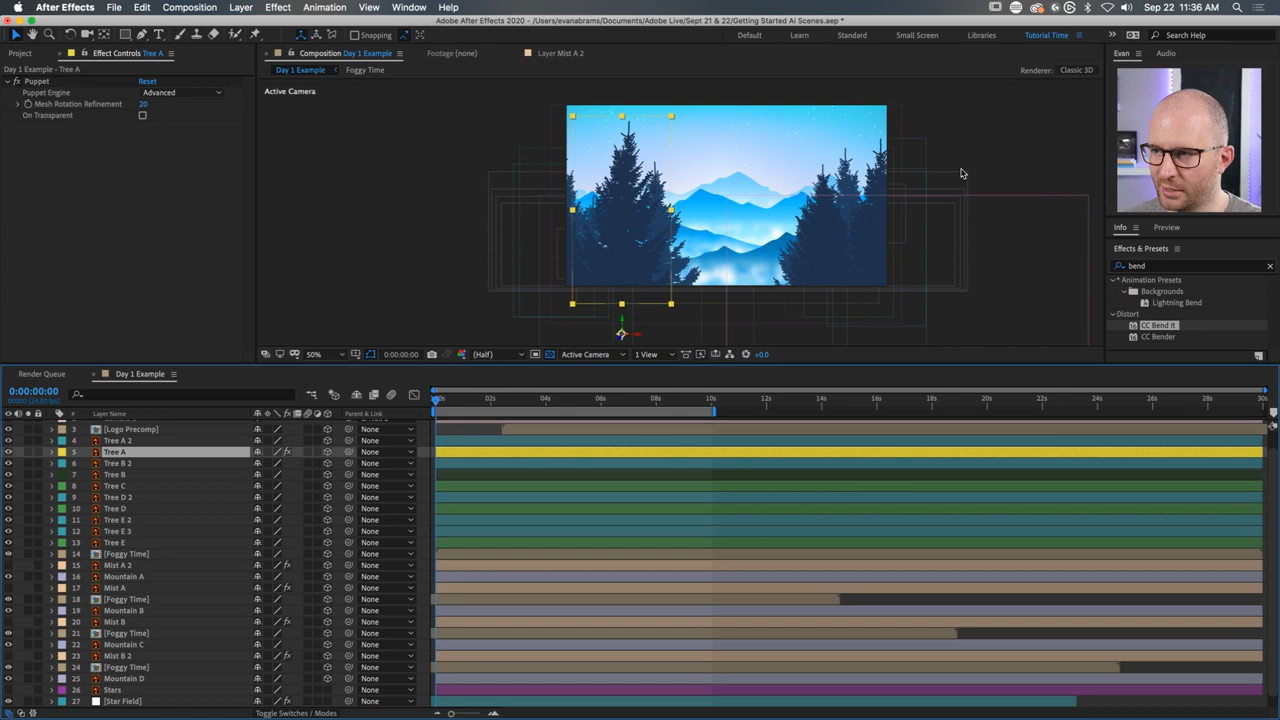 After Effects File Edit Composition Layer Effect Animation View Window Help Sep 22 11:36 AM
Adobe After Effects 2020 - /Users/evanabrams/Documents/Adobe Live/Sept 21 & 22/Getting Started Ai Scenes.aep *
Snapping Default Learn Standard Small Screen Libraries Tutorial Time Search Help
Project Effect Controls Tree A Composition Day 1 Example Footage (none) Layer Mist A 2 Evan Audio
Day 1 Example • Tree A Day 1 Example Foggy Time Renderer: Classic 3D
Puppet Reset
Puppet Engine Advanced
Mesh Rotation Refinement 20
On Transparent
Active Camera
Info Preview
Effects & Presets
bend
Animation Presets
Backgrounds
Lightning Bend
Distort
CC Bend It
CC Bender
50% 0:00:00:00 (Half) Active Camera 1 View +0.0
Render Queue Day 1 Example
0:00:00:00
00000 (24.00 fps)
02s 04s 06s 08s 12s 14s 16s 18s 20s 22s 24s 26s 28s 30s
# Layer Name fx Parent & Link
3 [Logo Precomp] None
4 Tree A 2 None
5 Tree A fx None
6 Tree B 2 None
7 Tree B None
8 Tree C None
9 Tree D 2 None
10 Tree D None
11 Tree E 2 None
12 Tree E 3 None
13 Tree E None
14 [Foggy Time] None
15 Mist A 2 fx None
16 Mountain A None
17 Mist A fx None
18 [Foggy Time] None
19 Mountain B None
20 Mist B fx None
21 [Foggy Time] None
22 Mountain C None
23 Mist B 2 fx None
24 [Foggy Time] None
25 Mountain D None
26 Stars None
27 [Star Field] fx None
Toggle Switches / Modes